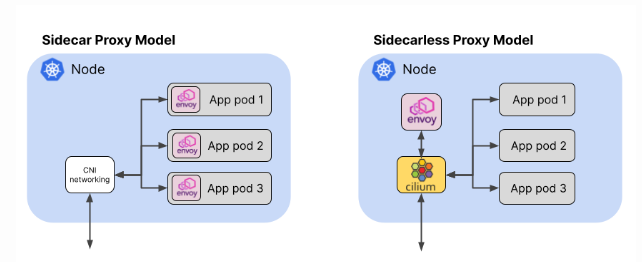 Sidecar Proxy Model
Node
envoy
App pod 1
envoy
App pod 2
envoy
App pod 3
CNI
networking
Sidecarless Proxy Model
Node
envoy
cilium
App pod 1
App pod 2
App pod 3